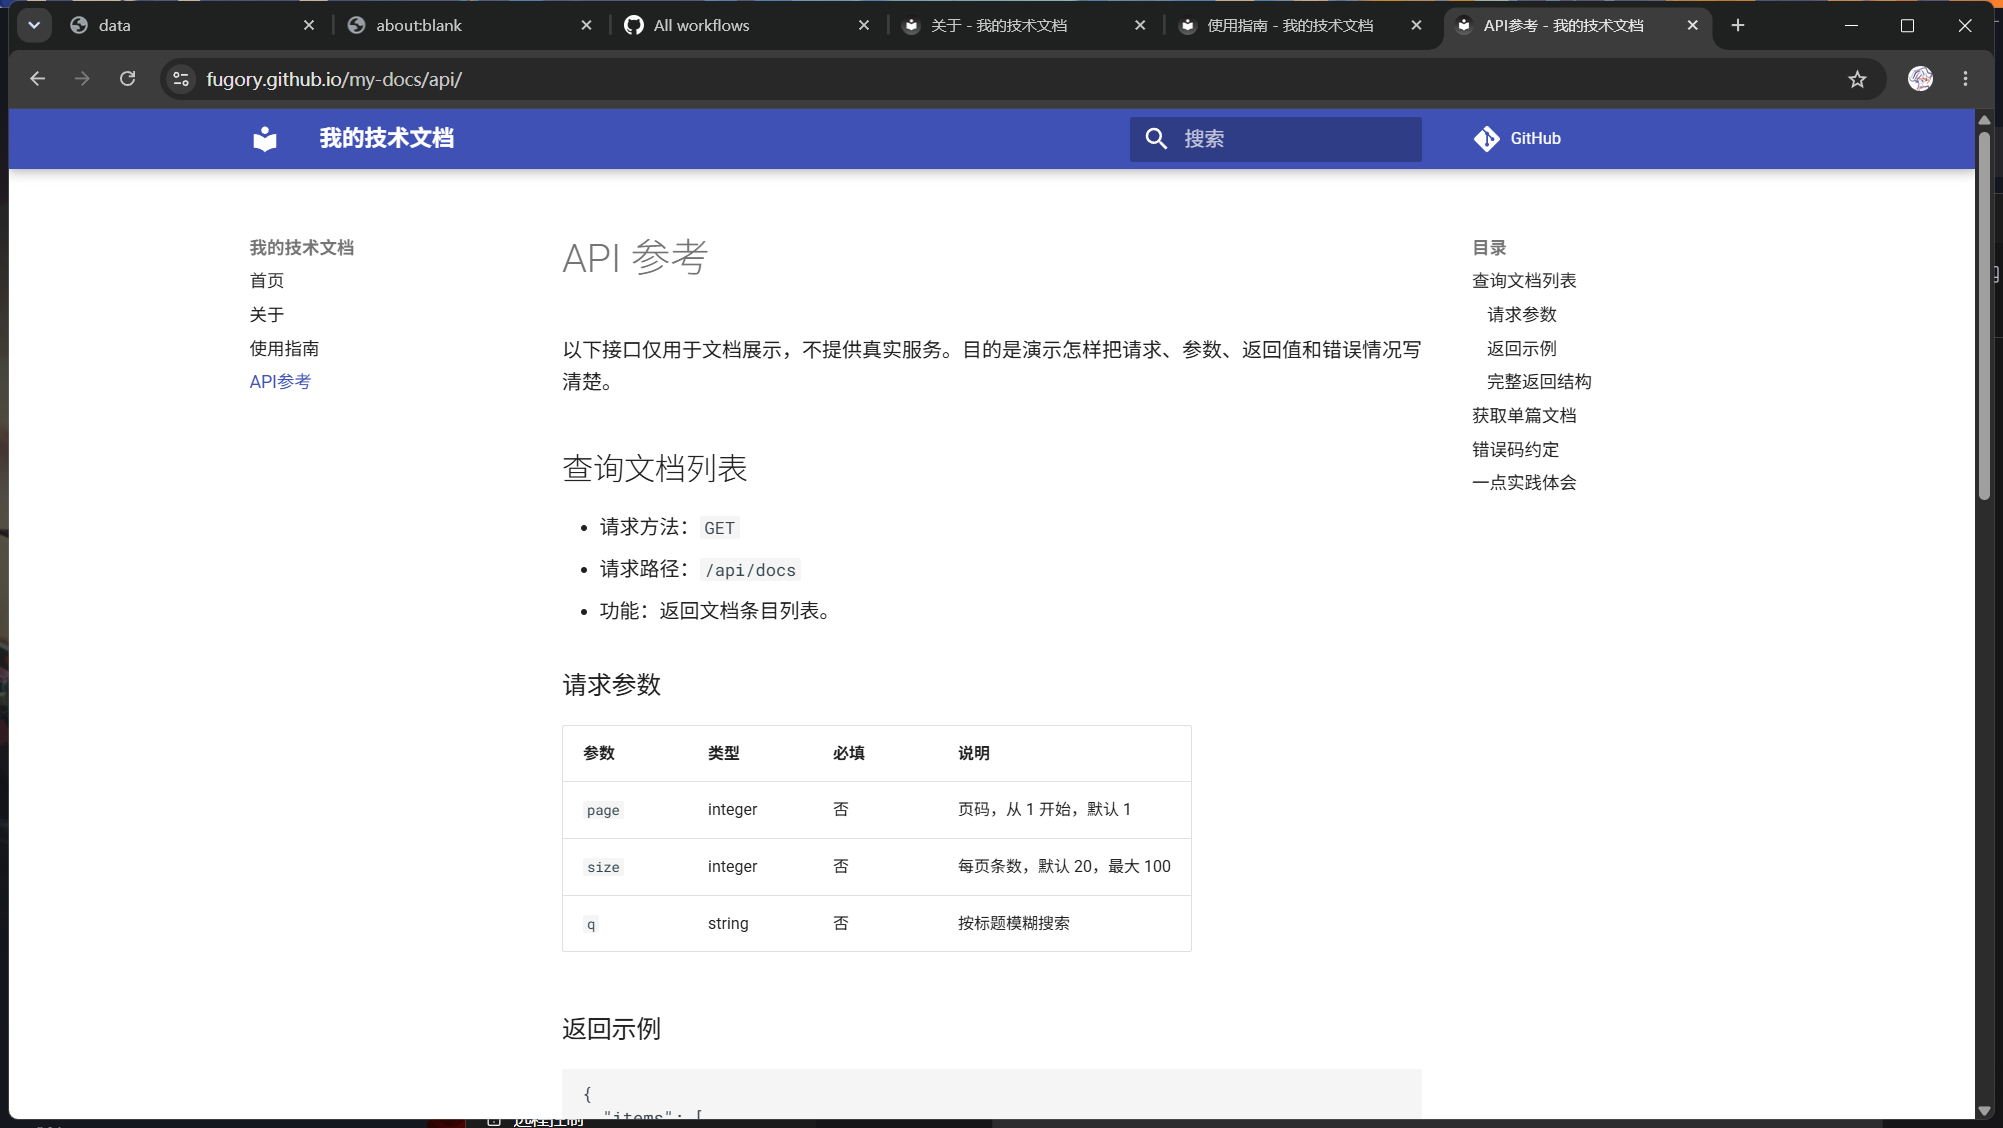 data
about:blank
All workflows
关于 - 我的技术文档
使用指南 - 我的技术文档
API参考 - 我的技术文档
fugory.github.io/my-docs/api/
我的技术文档
搜索
GitHub
我的技术文档
首页
关于
使用指南
API参考
API 参考
以下接口仅用于文档展示，不提供真实服务。目的是演示怎样把请求、参数、返回值和错误情况写
清楚。
查询文档列表
• 请求方法： GET
• 请求路径： /api/docs
• 功能：返回文档条目列表。
请求参数
参数 类型 必填 说明
page integer 否 页码，从 1 开始，默认 1
size integer 否 每页条数，默认 20，最大 100
q string 否 按标题模糊搜索
返回示例
{
"items": [
目录
查询文档列表
请求参数
返回示例
完整返回结构
获取单篇文档
错误码约定
一点实践体会
远程控制